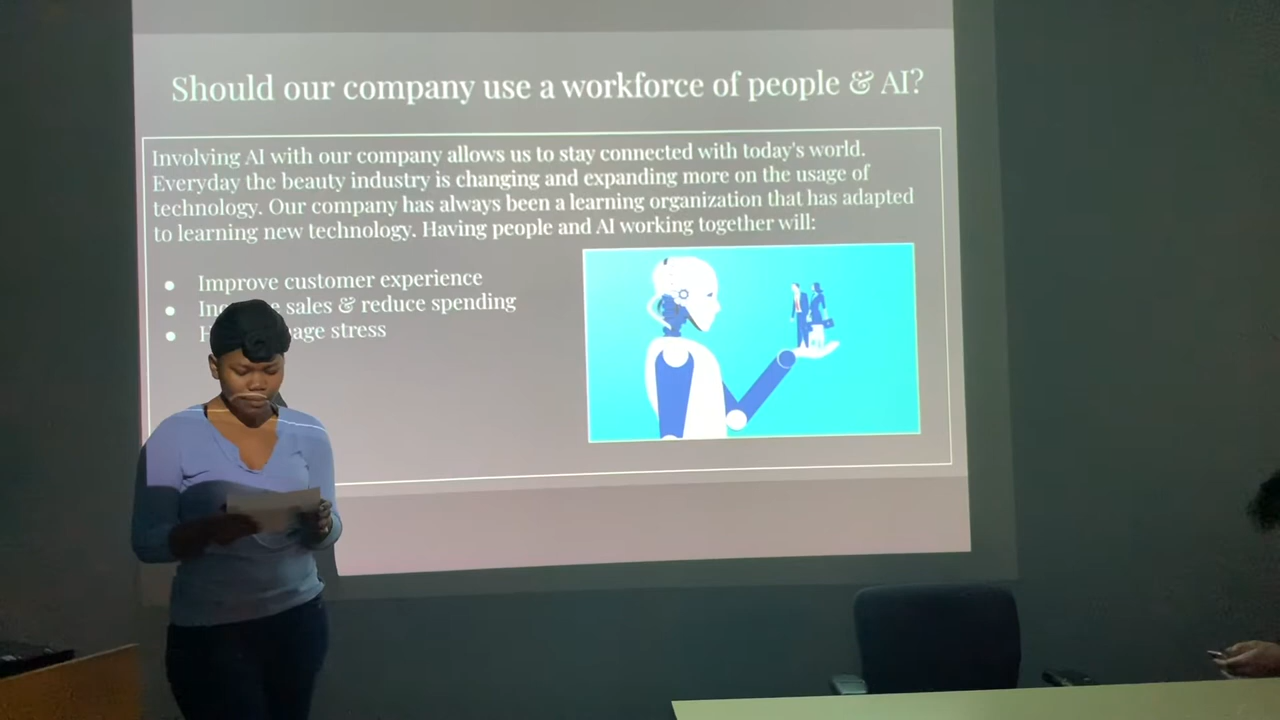 Should our company use a workforce of people & AI?
Involving AI with our company allows us to stay connected with today's world.
Everyday the beauty industry is changing and expanding more on the usage of
technology. Our company has always been a learning organization that has adapted
to learning new technology. Having people and AI working together will:
● Improve customer experience
● sales & reduce spending
● stress